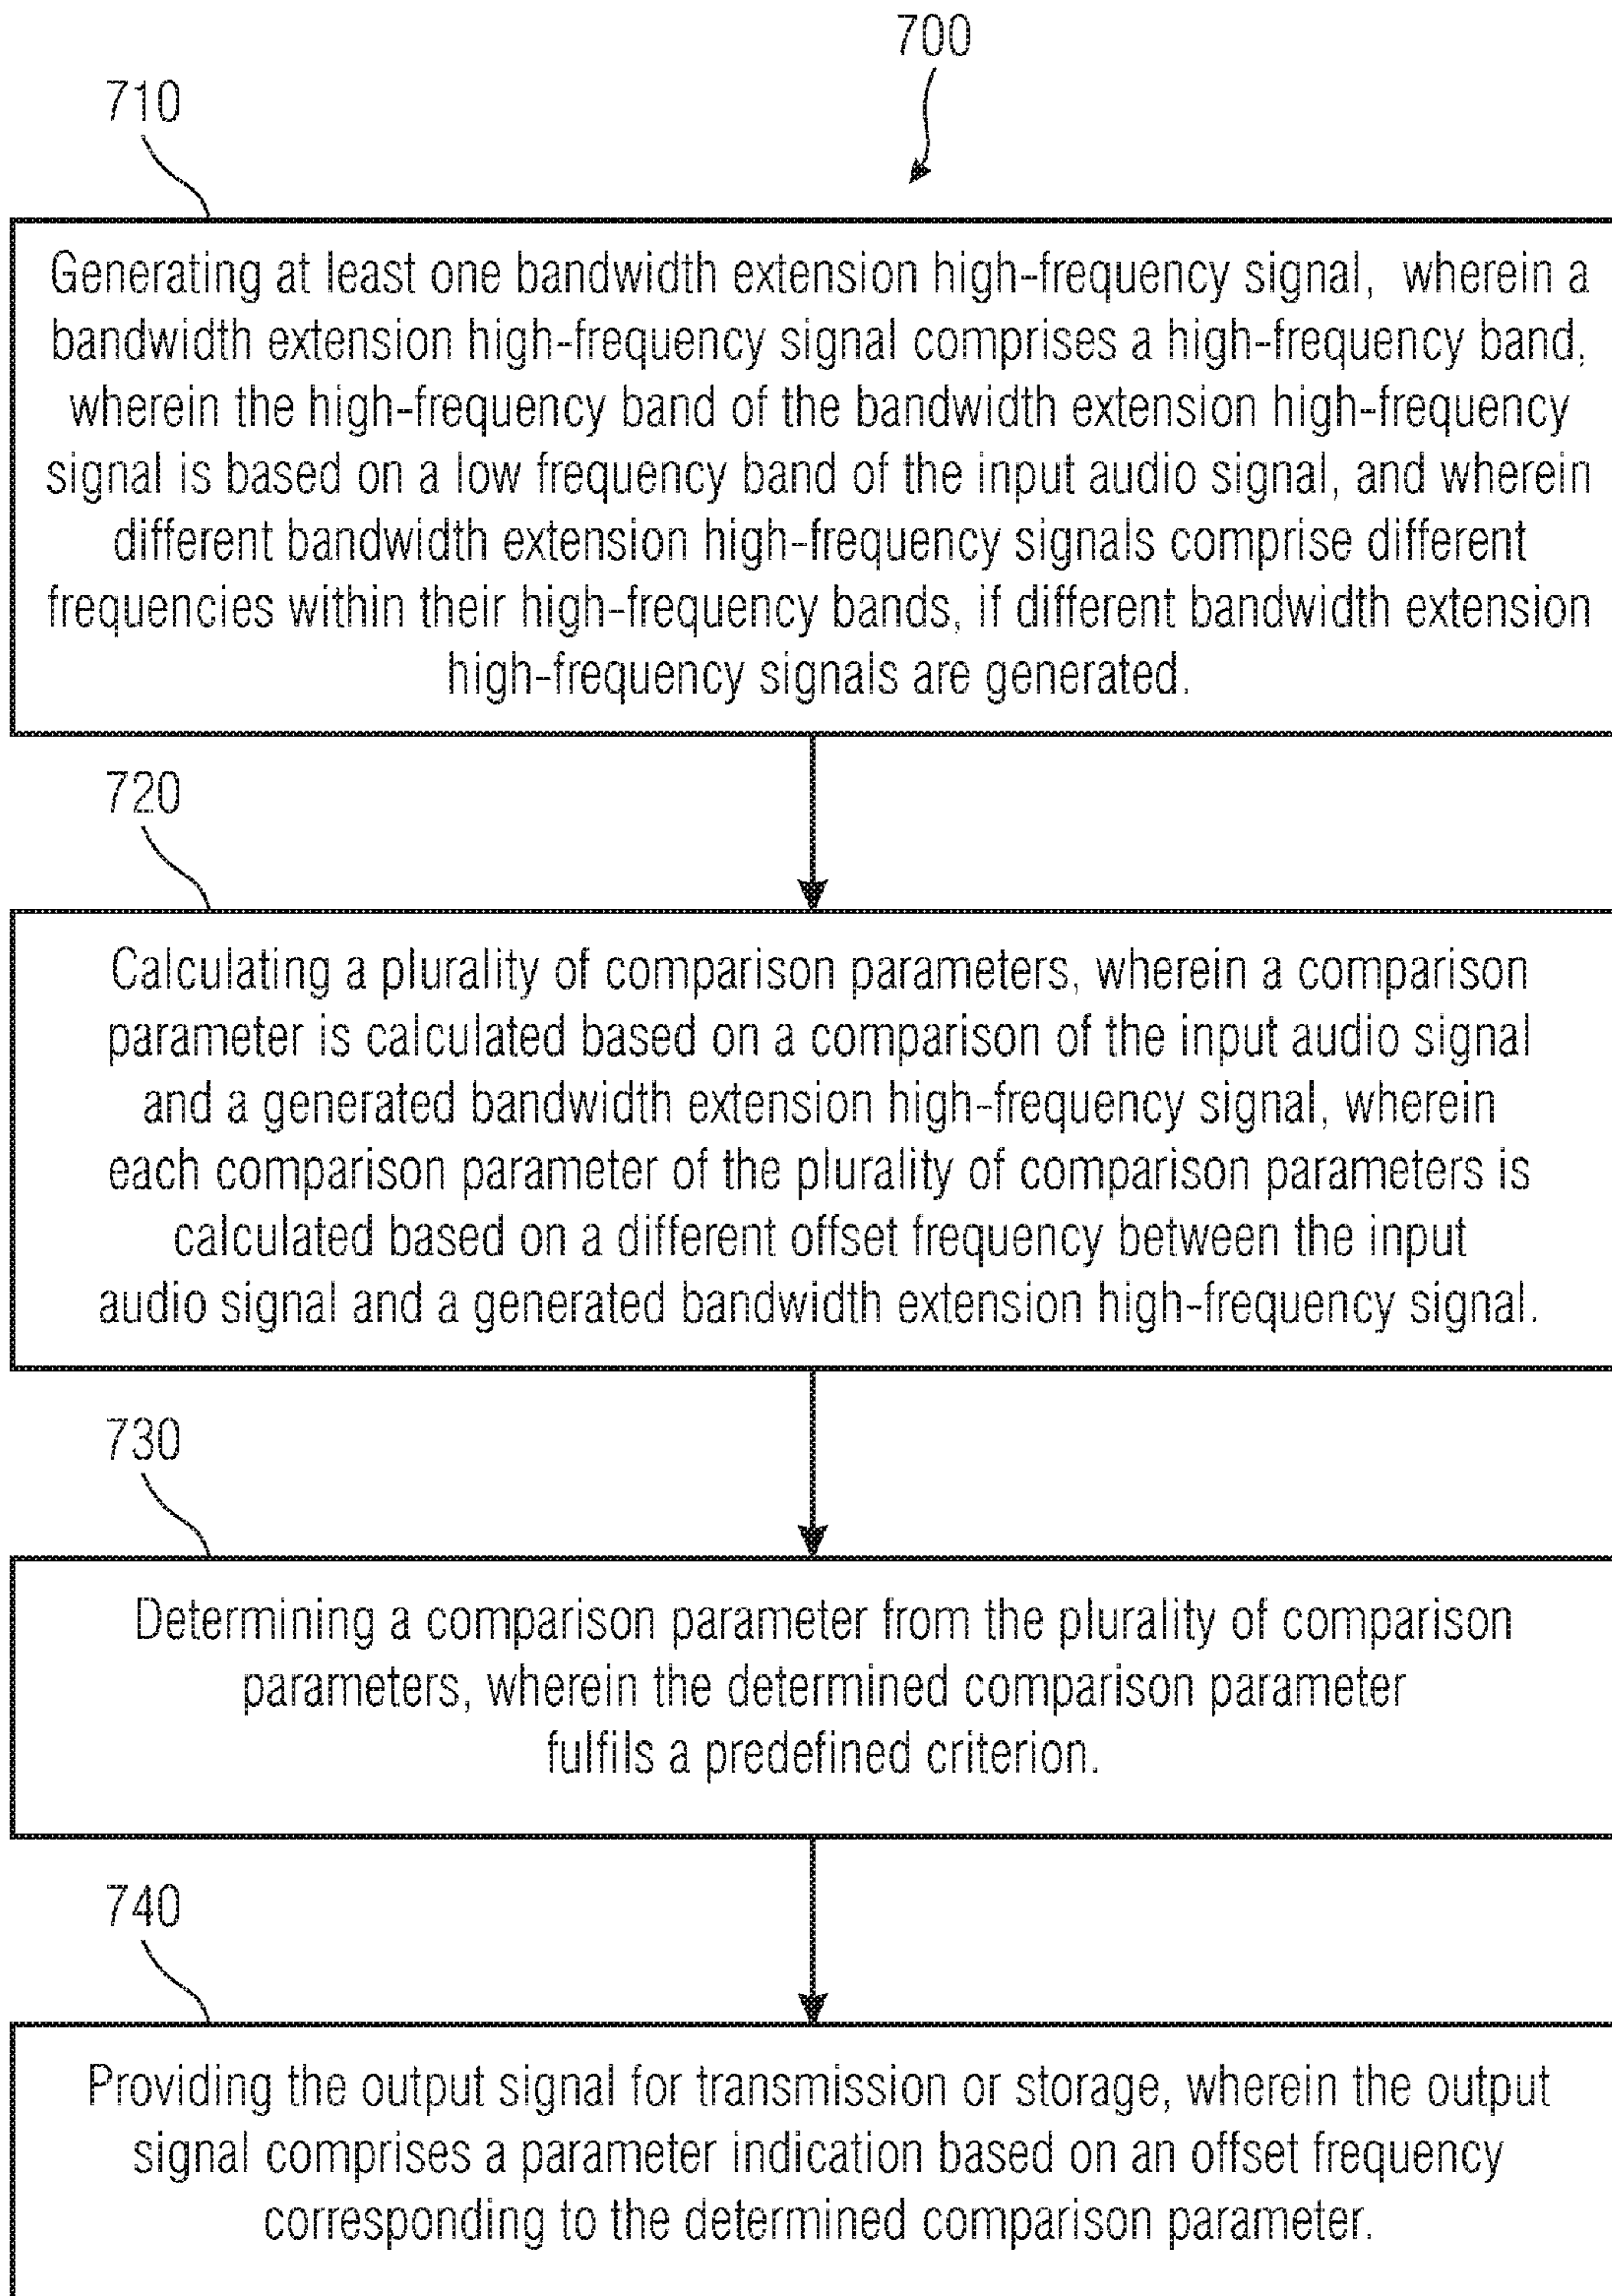 700
710
Generating at least one bandwidth extension high-frequency signal, wherein a
bandwidth extension high-frequency signal comprises a high-frequency band,
wherein the high-frequency band of the bandwidth extension high-frequency
signal is based on a low frequency band of the input audio signal, and wherein
different bandwidth extension high-frequency signals comprise different
frequencies within their high-frequency bands, if different bandwidth extension
high-frequency signals are generated.
720
Calculating a plurality of comparison parameters, wherein a comparison
parameter is calculated based on a comparison of the input audio signal
and a generated bandwidth extension high-frequency signal, wherein
each comparison parameter of the plurality of comparison parameters is
calculated based on a different offset frequency between the input
audio signal and a generated bandwidth extension high-frequency signal.
730
Determining a comparison parameter from the plurality of comparison
parameters, wherein the determined comparison parameter
fulfils a predefined criterion.
740
Providing the output signal for transmission or storage, wherein the output
signal comprises a parameter indication based on an offset frequency
corresponding to the determined comparison parameter.